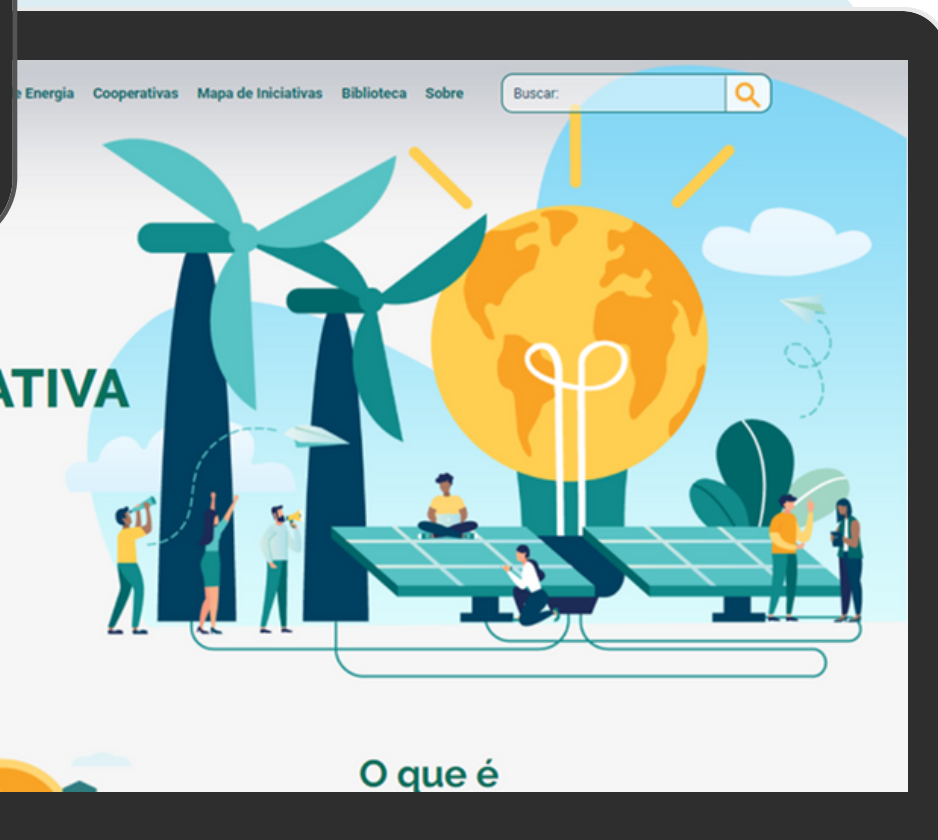 e Energia Cooperativas Mapa de Iniciativas Biblioteca Sobre Buscar:
ATIVA
O que é